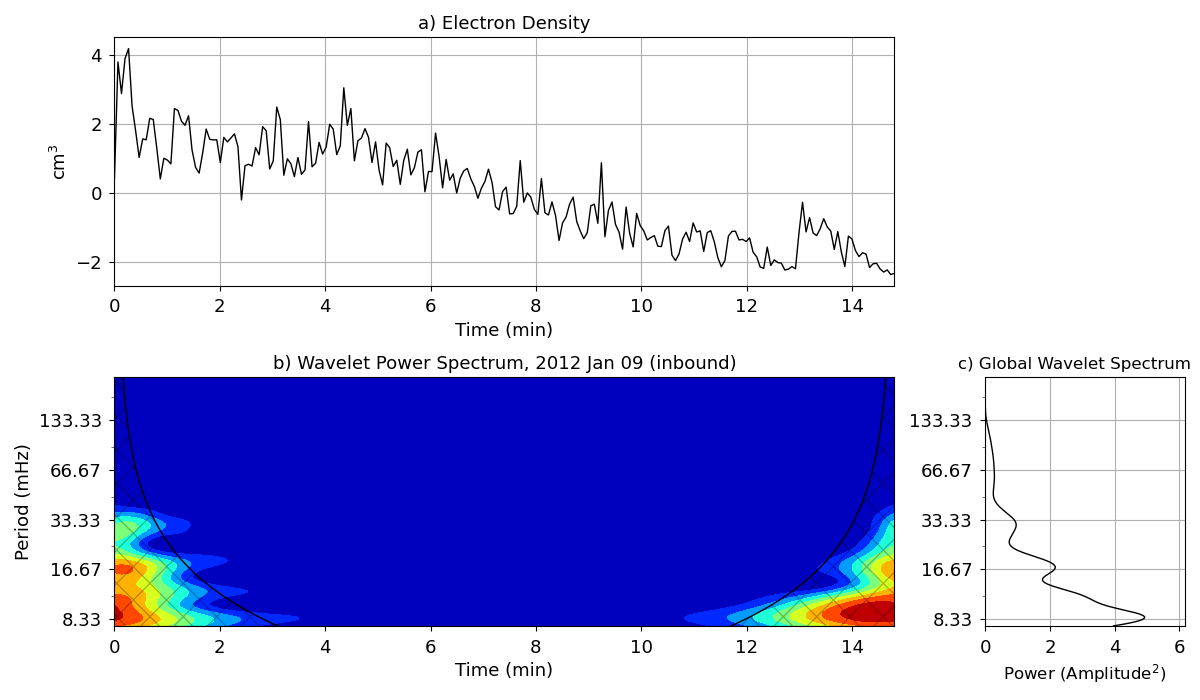 a) Electron Density
cm³
4
2
0
−2
0 2 4 6 8 10 12 14
Time (min)
b) Wavelet Power Spectrum, 2012 Jan 09 (inbound)
Period (mHz)
133.33
66.67
33.33
16.67
8.33
0 2 4 6 8 10 12 14
Time (min)
c) Global Wavelet Spectrum
133.33
66.67
33.33
16.67
8.33
0 2 4 6
Power (Amplitude²)